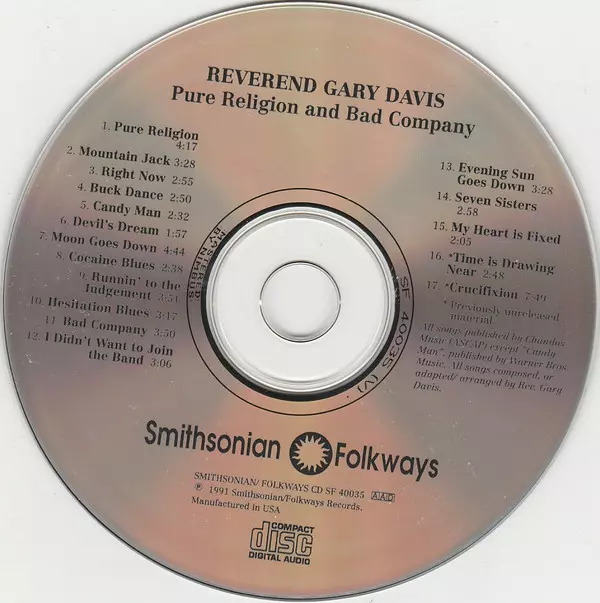 REVEREND GARY DAVIS
Pure Religion and Bad Company
1. Pure Religion
4:17
2. Mountain Jack 3:28
3. Right Now 2:55
4. Buck Dance 2:50
5. Candy Man 2:32
6. Devil's Dream 1:57
7. Moon Goes Down 4:44
8. Cocaine Blues 2:38
9. Runnin' to the
Judgement 3:51
10. Hesitation Blues 3:17
11. Bad Company 3:50
12. I Didn't Want to Join
the Band 3:06
13. Evening Sun
Goes Down 3:28
14. Seven Sisters
2:58
15. My Heart is Fixed
2:05
16. *Time is Drawing
Near 2:48
17. *Crucifixion 7:49
*Previously unreleased
material.
All songs published by Chandos
Music (ASCAP) except "Candy
Man", published by Warner Bros.
Music. All songs composed, or
adapted/ arranged by Rev. Gary
Davis.
MASTERED
BY NIMBUS
SF 40035 (V) .
Smithsonian Folkways
SMITHSONIAN/ FOLKWAYS CD SF 40035 AAD
℗ 1991 Smithsonian/Folkways Records.
Manufactured in USA
COMPACT
disc
DIGITAL AUDIO